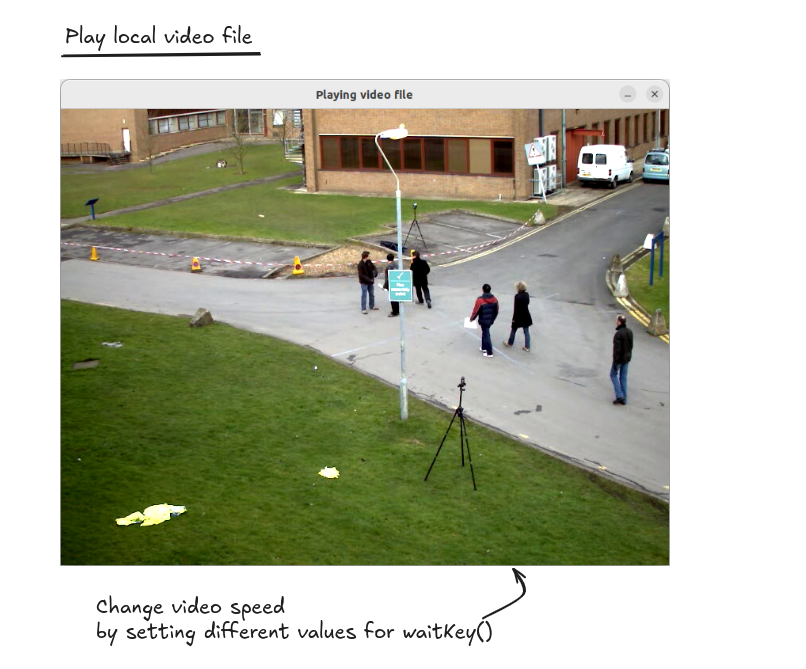 Play local video file
Playing video file
Change video speed
by setting different values for waitKey()